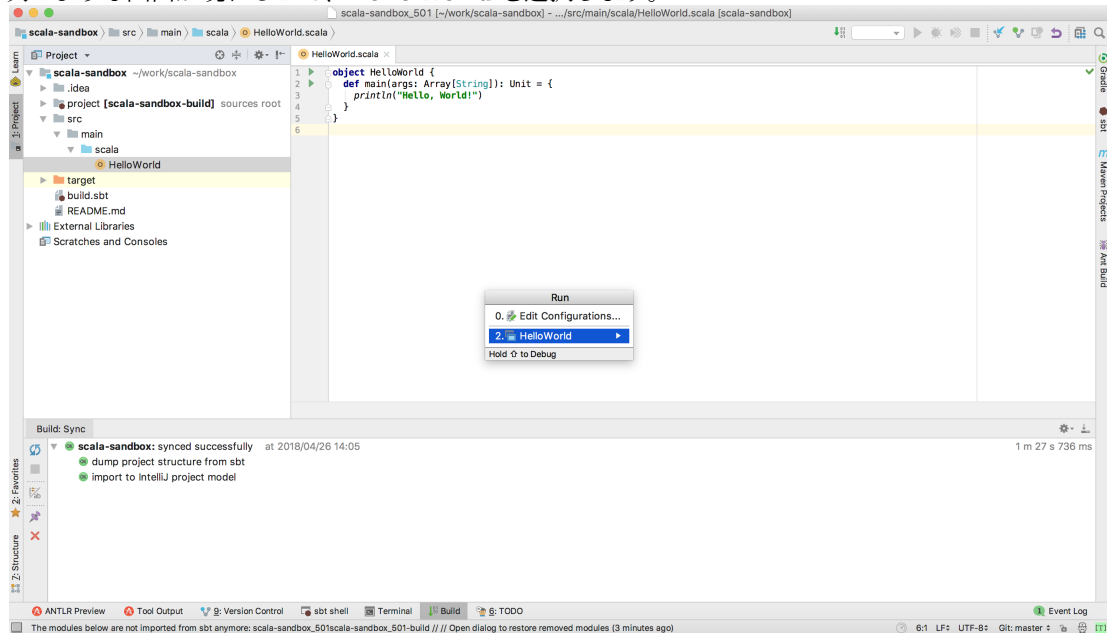 scala-sandbox_501 [~/work/scala-sandbox] - .../src/main/scala/HelloWorld.scala [scala-sandbox]
scala-sandbox src main scala HelloWorld.scala
Learn
1: Project
Project
scala-sandbox ~/work/scala-sandbox
.idea
project [scala-sandbox-build] sources root
src
main
scala
HelloWorld
target
build.sbt
README.md
External Libraries
Scratches and Consoles
HelloWorld.scala
1 object HelloWorld {
2 def main(args: Array[String]): Unit = {
3 println("Hello, World!")
4 }
5 }
6
Run
0. Edit Configurations...
2. HelloWorld
Hold ⇧ to Debug
Gradle
sbt
m Maven Projects
Ant Build
Build: Sync
scala-sandbox: synced successfully at 2018/04/26 14:05
1 m 27 s 736 ms
dump project structure from sbt
import to IntelliJ project model
2: Favorites
7: Structure
ANTLR Preview Tool Output 9: Version Control sbt shell Terminal Build 6: TODO 1 Event Log
The modules below are not imported from sbt anymore: scala-sandbox_501scala-sandbox_501-build // // Open dialog to restore removed modules (3 minutes ago) 6:1 LF÷ UTF-8÷ Git: master ÷ [T]